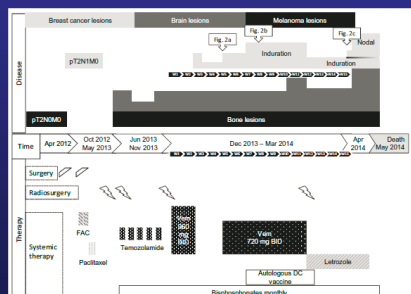 Breast cancer lesions
Brain lesions
Melanoma lesions
Fig. 2a
Fig. 2b
Fig. 2c
Nodal
pT2N1M0
Induration
Induration
Disease
pT2N0M0
Bone lesions
Time
Apr 2012
Oct 2012
May 2013
Jun 2013
Nov 2013
Dec 2013 – Mar 2014
Apr
2014
Death
May 2014
Surgery
Radiosurgery
Therapy
Systemic
therapy
FAC
Paclitaxel
Temozolamide
960
mg
BID
Vem
720 mg BID
Letrozole
Autologous DC
vaccine
Bisphosphonates monthly